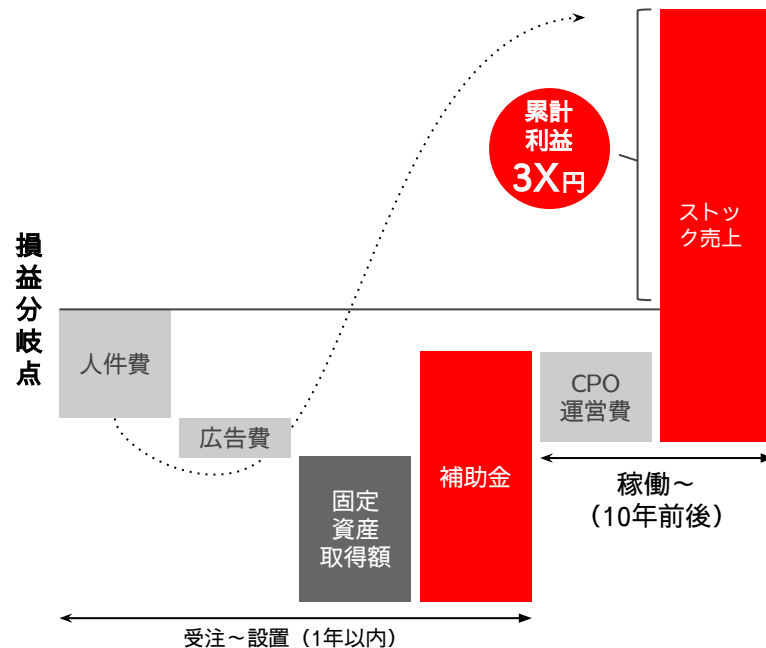 損益分岐点
人件費
広告費
固定
資産
取得額
補助金
CPO
運営費
ストッ
ク売上
累計
利益
3X円
稼働～
（10年前後）
受注～設置（1年以内）